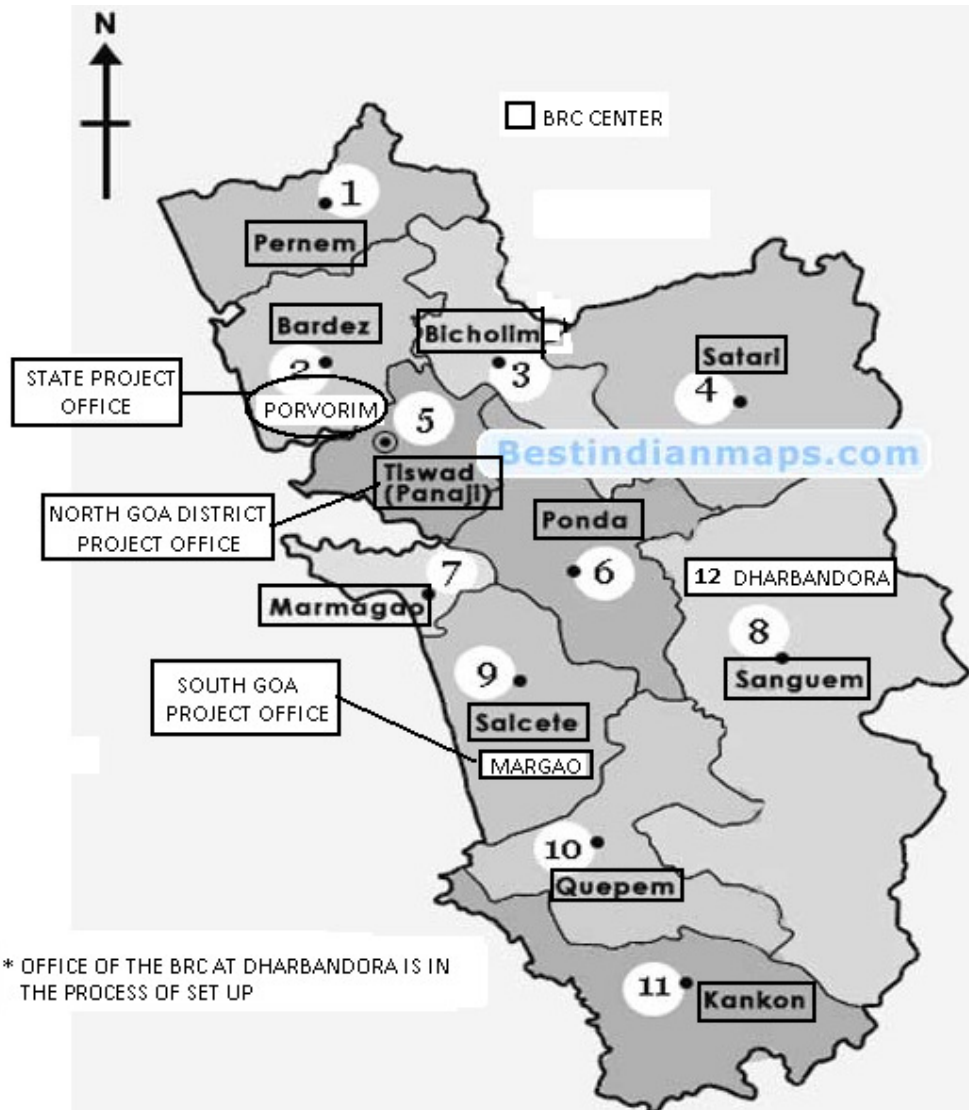 N
BRC CENTER
1
Pernem
Bardez
Bicholim
Satari
2
3
4
STATE PROJECT
OFFICE
PORVORIM
5
Bestindianmaps.com
Tiswad
(Panaji)
NORTH GOA DISTRICT
PROJECT OFFICE
Ponda
6
7
Marmagao
12 DHARBANDORA
8
Sanguem
9
SOUTH GOA
PROJECT OFFICE
Salcete
MARGAO
10
Quepem
* OFFICE OF THE BRC AT DHARBANDORA IS IN
THE PROCESS OF SET UP
11
Kankon